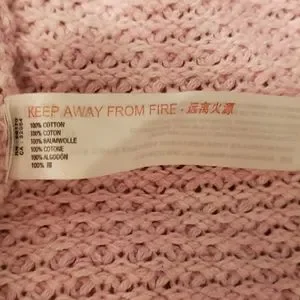 KEEP AWAY FROM FIRE - 远离火源
100% COTTON
100% COTON
100% BAUMWOLLE
100% COTONE
100% ALGODÓN
100% 棉